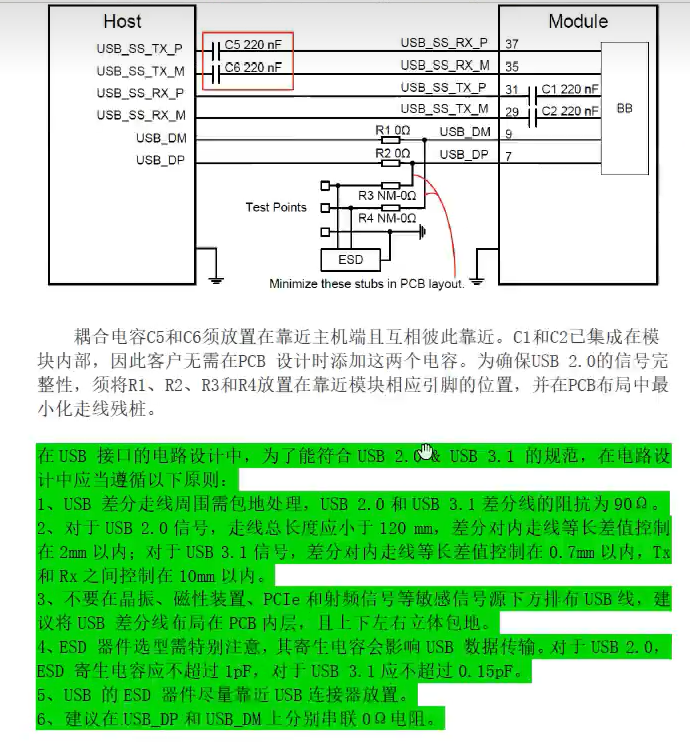 Host
Module
USB_SS_TX_P
C5 220 nF
USB_SS_RX_P
37
USB_SS_TX_M
C6 220 nF
USB_SS_RX_M
35
USB_SS_RX_P
USB_SS_TX_P
31
C1 220 nF
USB_SS_RX_M
USB_SS_TX_M
29
C2 220 nF
BB
USB_DM
R1 0Ω
USB_DM
9
USB_DP
R2 0Ω
USB_DP
7
R3 NM-0Ω
Test Points
R4 NM-0Ω
ESD
Minimize these stubs in PCB layout.
耦合电容C5和C6须放置在靠近主机端且互相彼此靠近。C1和C2已集成在模
块内部，因此客户无需在PCB 设计时添加这两个电容。为确保USB 2.0的信号完
整性，须将R1、R2、R3和R4放置在靠近模块相应引脚的位置，并在PCB布局中最
小化走线残桩。
在USB 接口的电路设计中，为了能符合USB 2.0 & USB 3.1 的规范，在电路设
计中应当遵循以下原则：
1、USB 差分走线周围需包地处理，USB 2.0 和 USB 3.1 差分线的阻抗为 90Ω。
2、对于 USB 2.0 信号，走线总长度应小于 120 mm，差分对内走线等长差值控制
在 2mm 以内；对于 USB 3.1 信号，差分对内走线等长差值控制在 0.7mm 以内，Tx
和 Rx 之间控制在 10mm 以内。
3、不要在晶振、磁性装置、PCIe 和射频信号等敏感信号源下方排布 USB 线，建
议将 USB 差分线布局在 PCB 内层，且上下左右立体包地。
4、ESD 器件选型需特别注意，其寄生电容会影响 USB 数据传输。对于 USB 2.0，
ESD 寄生电容应不超过 1pF，对于 USB 3.1 应不超过 0.15pF。
5、USB 的 ESD 器件尽量靠近 USB 连接器放置。
6、建议在 USB_DP 和 USB_DM 上分别串联 0Ω 电阻。